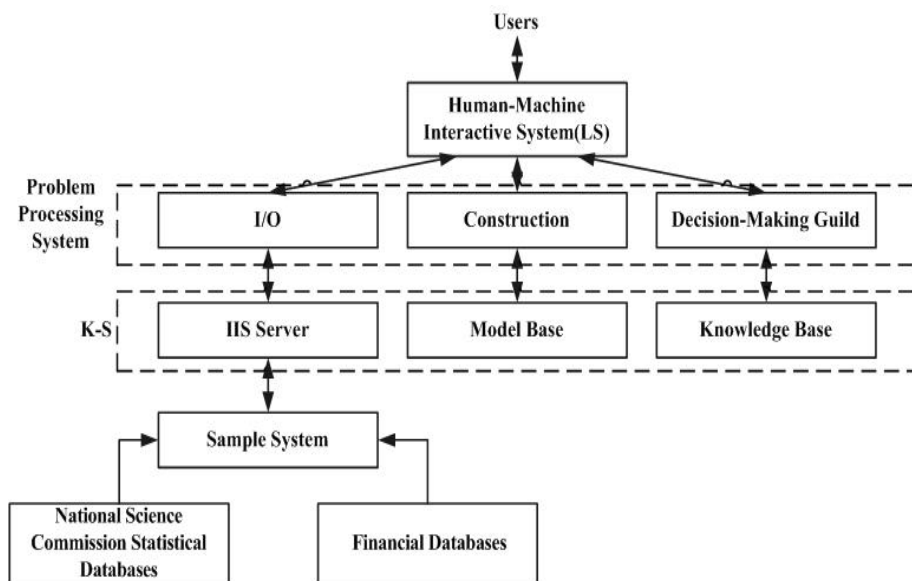 Users
Human-Machine
Interactive System(LS)
Problem
Processing
System
I/O
Construction
Decision-Making Guild
K-S
IIS Server
Model Base
Knowledge Base
Sample System
National Science
Commission Statistical
Databases
Financial Databases